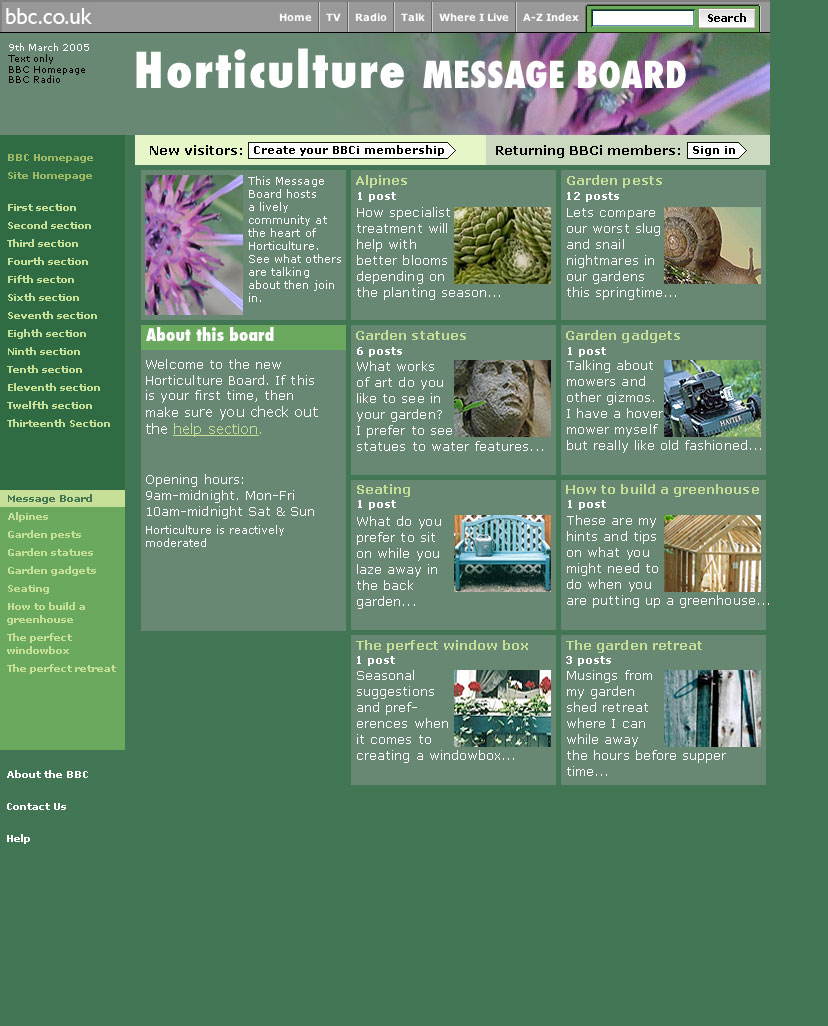 bbc.co.uk
Home
TV
Radio
Talk
Where I Live
A-Z Index
Search
9th March 2005
Text only
BBC Homepage
BBC Radio
Horticulture MESSAGE BOARD
New visitors: Create your BBCi membership
Returning BBCi members: Sign in
BBC Homepage
Site Homepage
First section
Second section
Third section
Fourth section
Fifth secton
Sixth section
Seventh section
Eighth section
Ninth section
Tenth section
Eleventh section
Twelfth section
Thirteenth Section
Message Board
Alpines
Garden pests
Garden statues
Garden gadgets
Seating
How to build a
greenhouse
The perfect
windowbox
The perfect retreat
About the BBC
Contact Us
Help
This Message
Board hosts
a lively
community at
the heart of
Horticulture.
See what others
are talking
about then join
in.
About this board
Welcome to the new
Horticulture Board. If this
is your first time, then
make sure you check out
the help section.
Opening hours:
9am-midnight. Mon-Fri
10am-midnight Sat & Sun
Horticulture is reactively
moderated
Alpines
1 post
How specialist
treatment will
help with
better blooms
depending on
the planting season...
Garden pests
12 posts
Lets compare
our worst slug
and snail
nightmares in
our gardens
this springtime...
Garden statues
6 posts
What works
of art do you
like to see in
your garden?
I prefer to see
statues to water features...
Garden gadgets
1 post
Talking about
mowers and
other gizmos.
I have a hover
mower myself
but really like old fashioned...
HAYTER
Seating
1 post
What do you
prefer to sit
on while you
laze away in
the back
garden...
How to build a greenhouse
1 post
These are my
hints and tips
on what you
might need to
do when you
are putting up a greenhouse...
The perfect window box
1 post
Seasonal
suggestions
and pref-
erences when
it comes to
creating a windowbox...
The garden retreat
3 posts
Musings from
my garden
shed retreat
where I can
while away
the hours before supper
time...